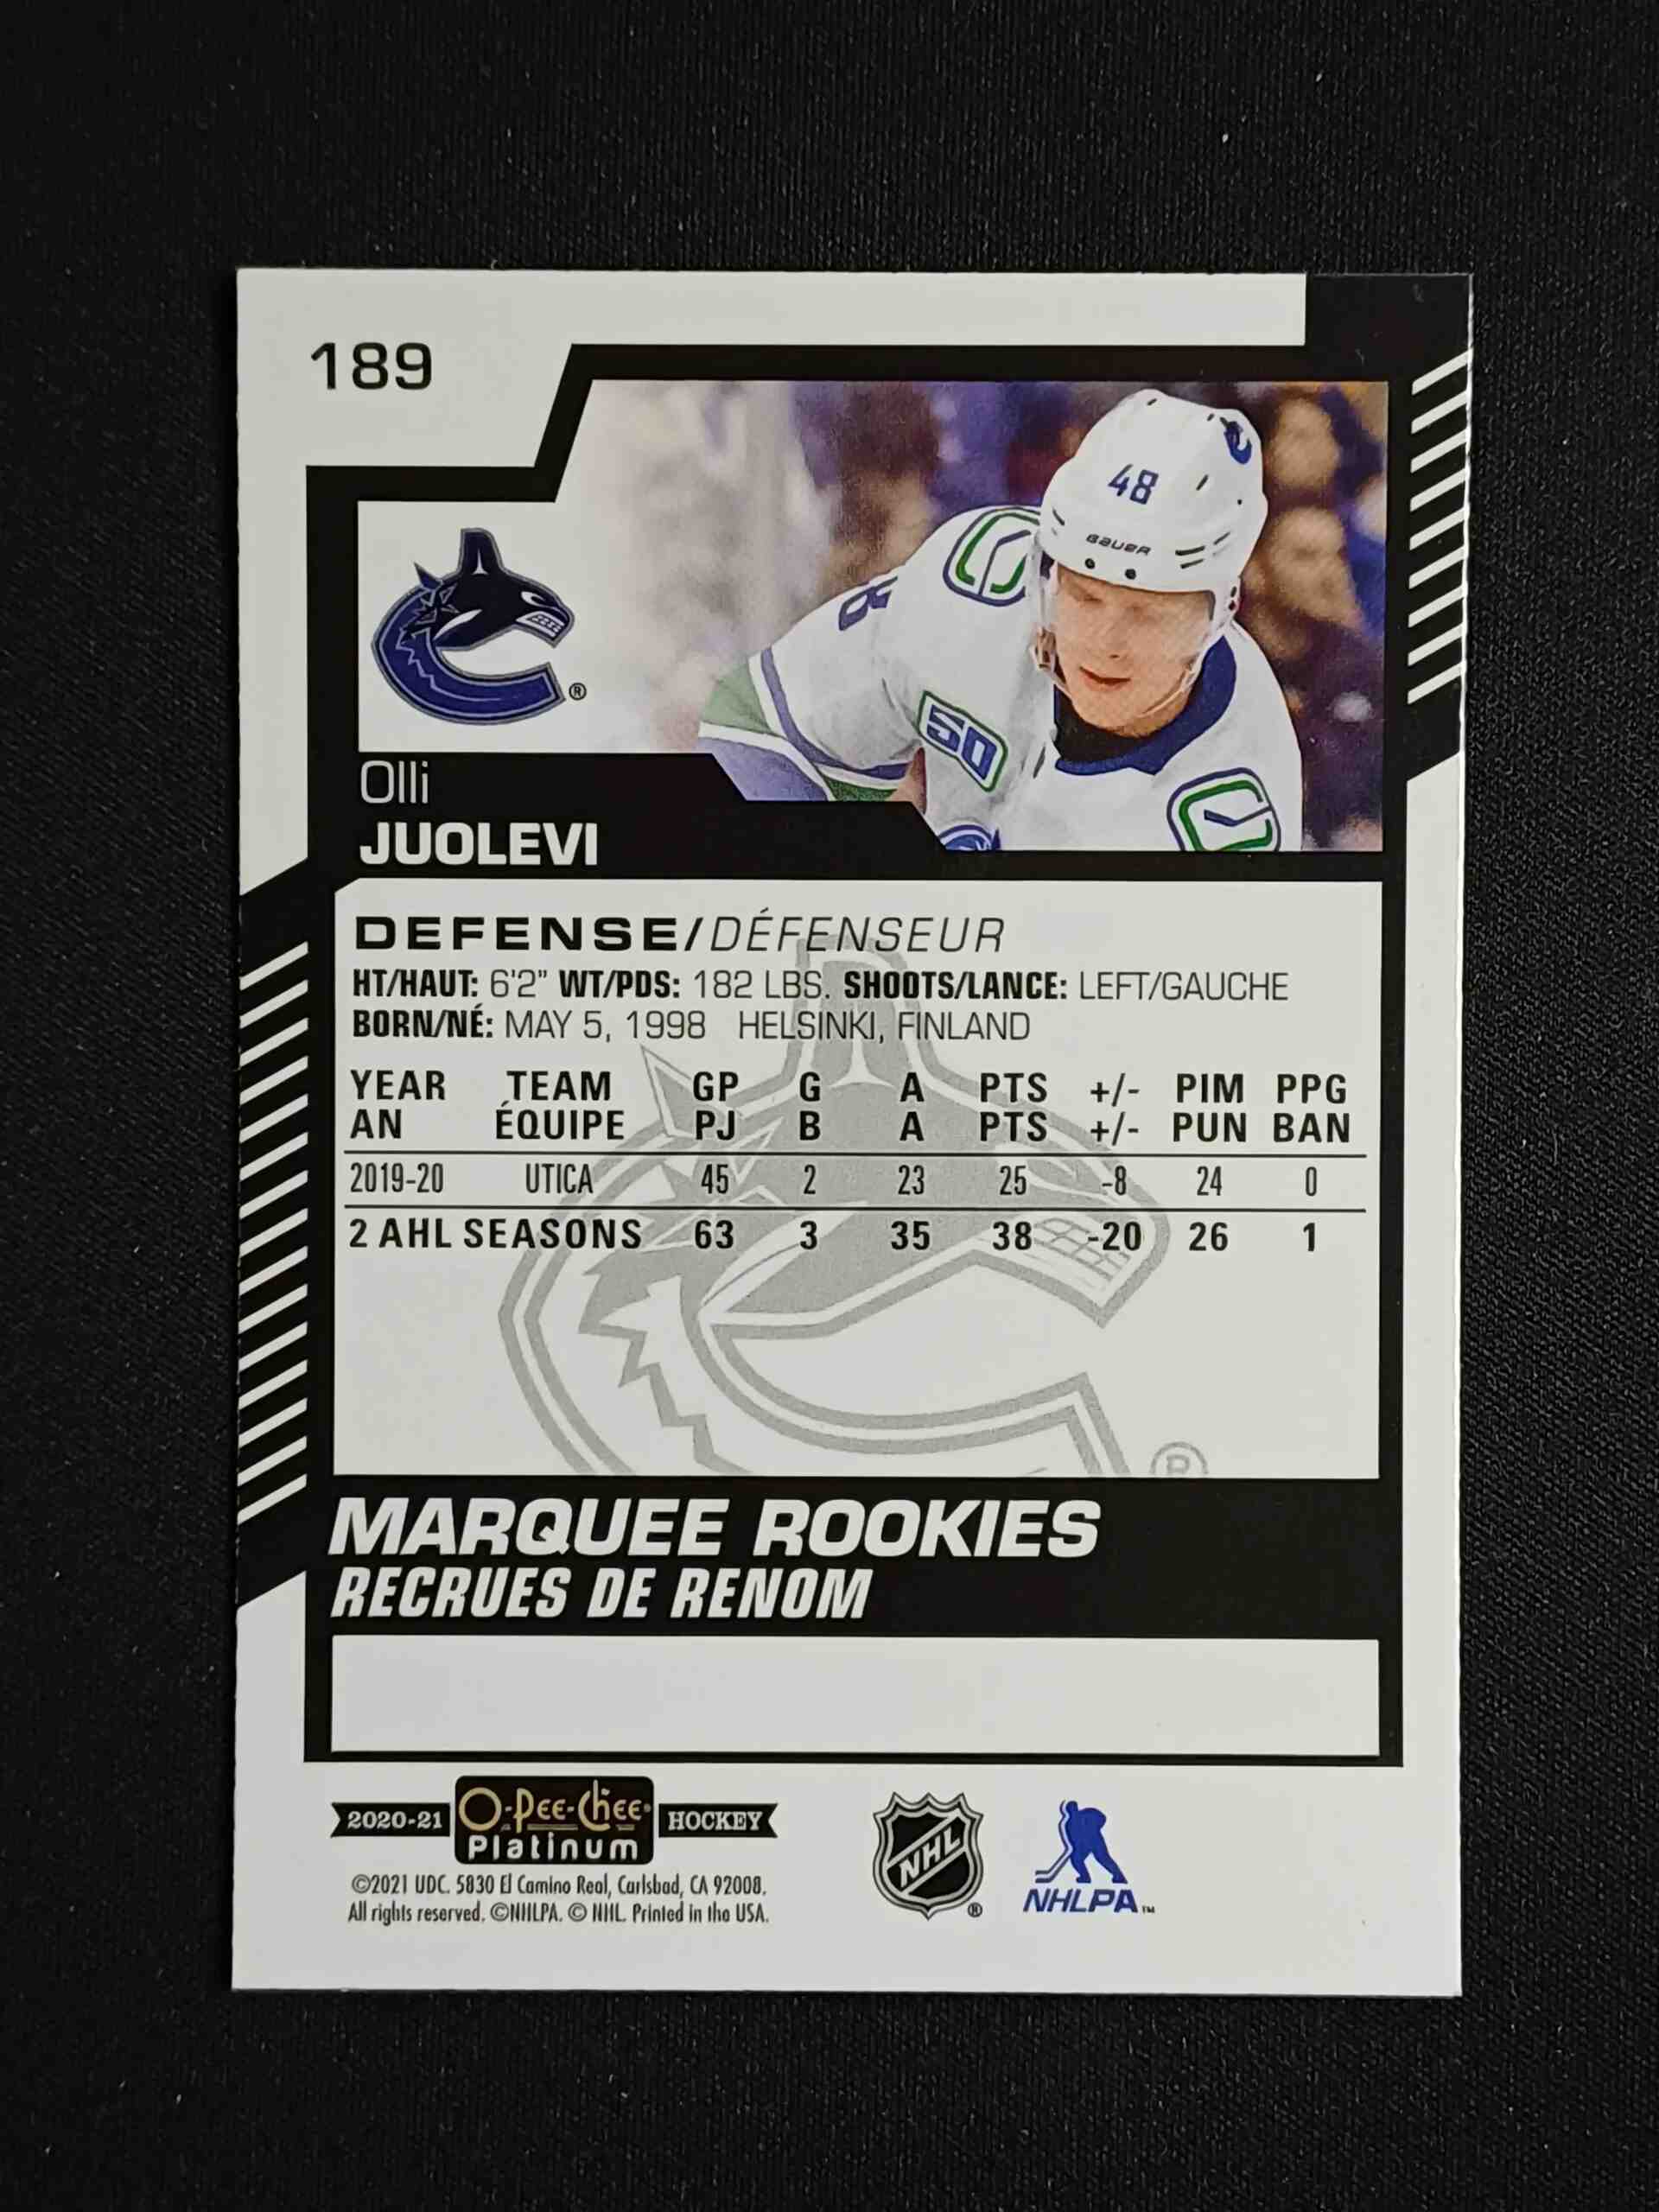 189
48
BAUER
8
50
®
Olli
JUOLEVI
DEFENSE/DÉFENSEUR
HT/HAUT: 6'2" WT/PDS: 182 LBS. SHOOTS/LANCE: LEFT/GAUCHE
BORN/NÉ: MAY 5, 1998 HELSINKI, FINLAND
YEAR TEAM GP G A PTS +/- PIM PPG
AN ÉQUIPE PJ B A PTS +/- PUN BAN
2019-20 UTICA 45 2 23 25 -8 24 0
2 AHL SEASONS 63 3 35 38 -20 26 1
®
MARQUEE ROOKIES
RECRUES DE RENOM
2020-21 O-Pee-Chee Platinum HOCKEY
©2021 UDC. 5830 El Camino Real, Carlsbad, CA 92008.
All rights reserved. ©NHLPA. © NHL. Printed in the USA.
NHL ®
NHLPA™